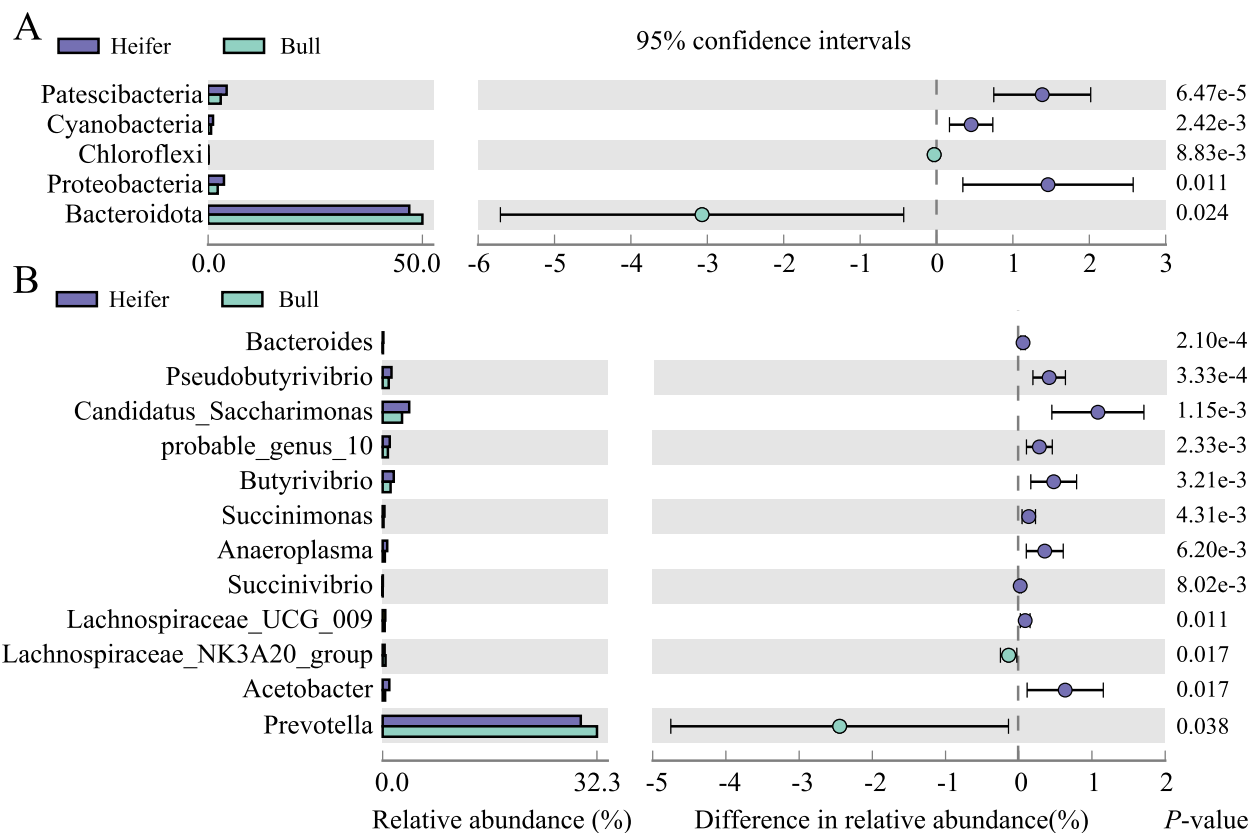 A
Heifer Bull
95% confidence intervals
Patescibacteria 6.47e-5
Cyanobacteria 2.42e-3
Chloroflexi 8.83e-3
Proteobacteria 0.011
Bacteroidota 0.024
0.0 50.0 -6 -5 -4 -3 -2 -1 0 1 2 3
B
Heifer Bull
Bacteroides 2.10e-4
Pseudobutyrivibrio 3.33e-4
Candidatus_Saccharimonas 1.15e-3
probable_genus_10 2.33e-3
Butyrivibrio 3.21e-3
Succinimonas 4.31e-3
Anaeroplasma 6.20e-3
Succinivibrio 8.02e-3
Lachnospiraceae_UCG_009 0.011
Lachnospiraceae_NK3A20_group 0.017
Acetobacter 0.017
Prevotella 0.038
0.0 32.3 -5 -4 -3 -2 -1 0 1 2
Relative abundance (%) Difference in relative abundance(%) P-value